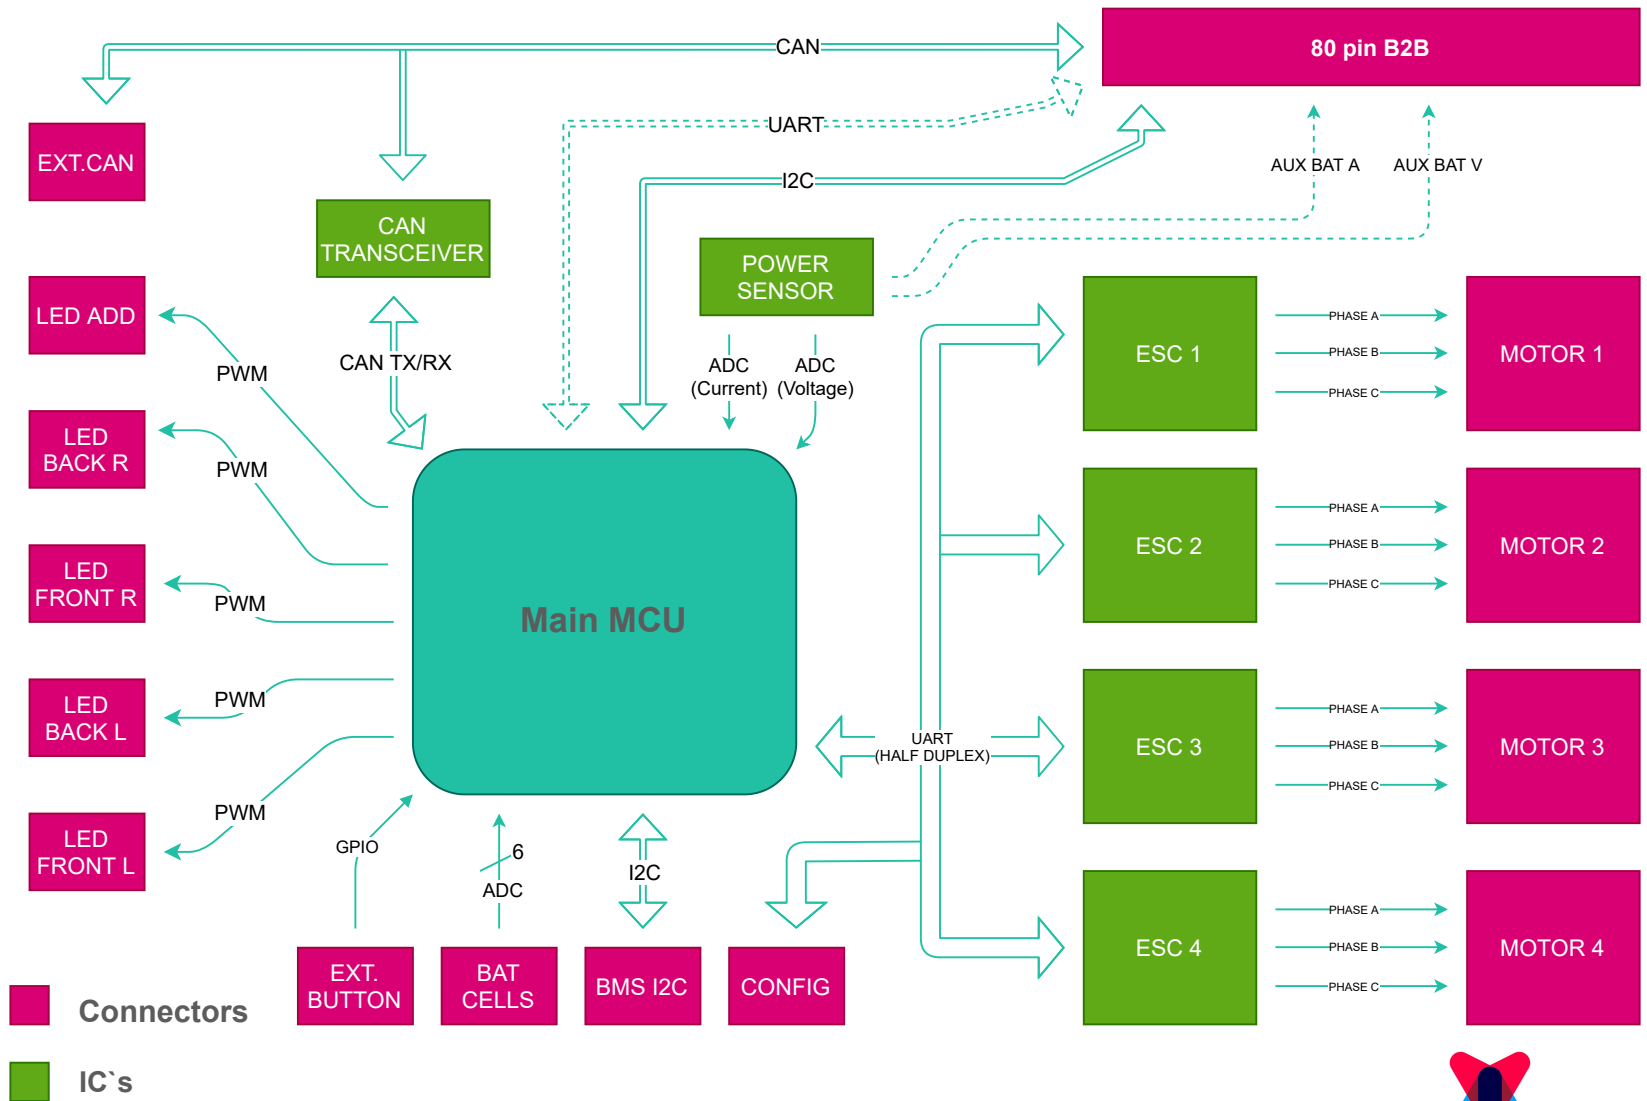 80 pin B2B
CAN
UART
I2C
AUX BAT A
AUX BAT V
EXT.CAN
CAN
TRANSCEIVER
POWER
SENSOR
LED ADD
CAN TX/RX
ADC
(Current)
ADC
(Voltage)
PWM
LED
BACK R
PWM
LED
FRONT R
PWM
LED
BACK L
PWM
LED
FRONT L
PWM
Main MCU
ESC 1
PHASE A
PHASE B
PHASE C
MOTOR 1
ESC 2
PHASE A
PHASE B
PHASE C
MOTOR 2
UART
(HALF DUPLEX)
ESC 3
PHASE A
PHASE B
PHASE C
MOTOR 3
ESC 4
PHASE A
PHASE B
PHASE C
MOTOR 4
GPIO
6
ADC
I2C
EXT.
BUTTON
BAT
CELLS
BMS I2C
CONFIG
Connectors
IC`s